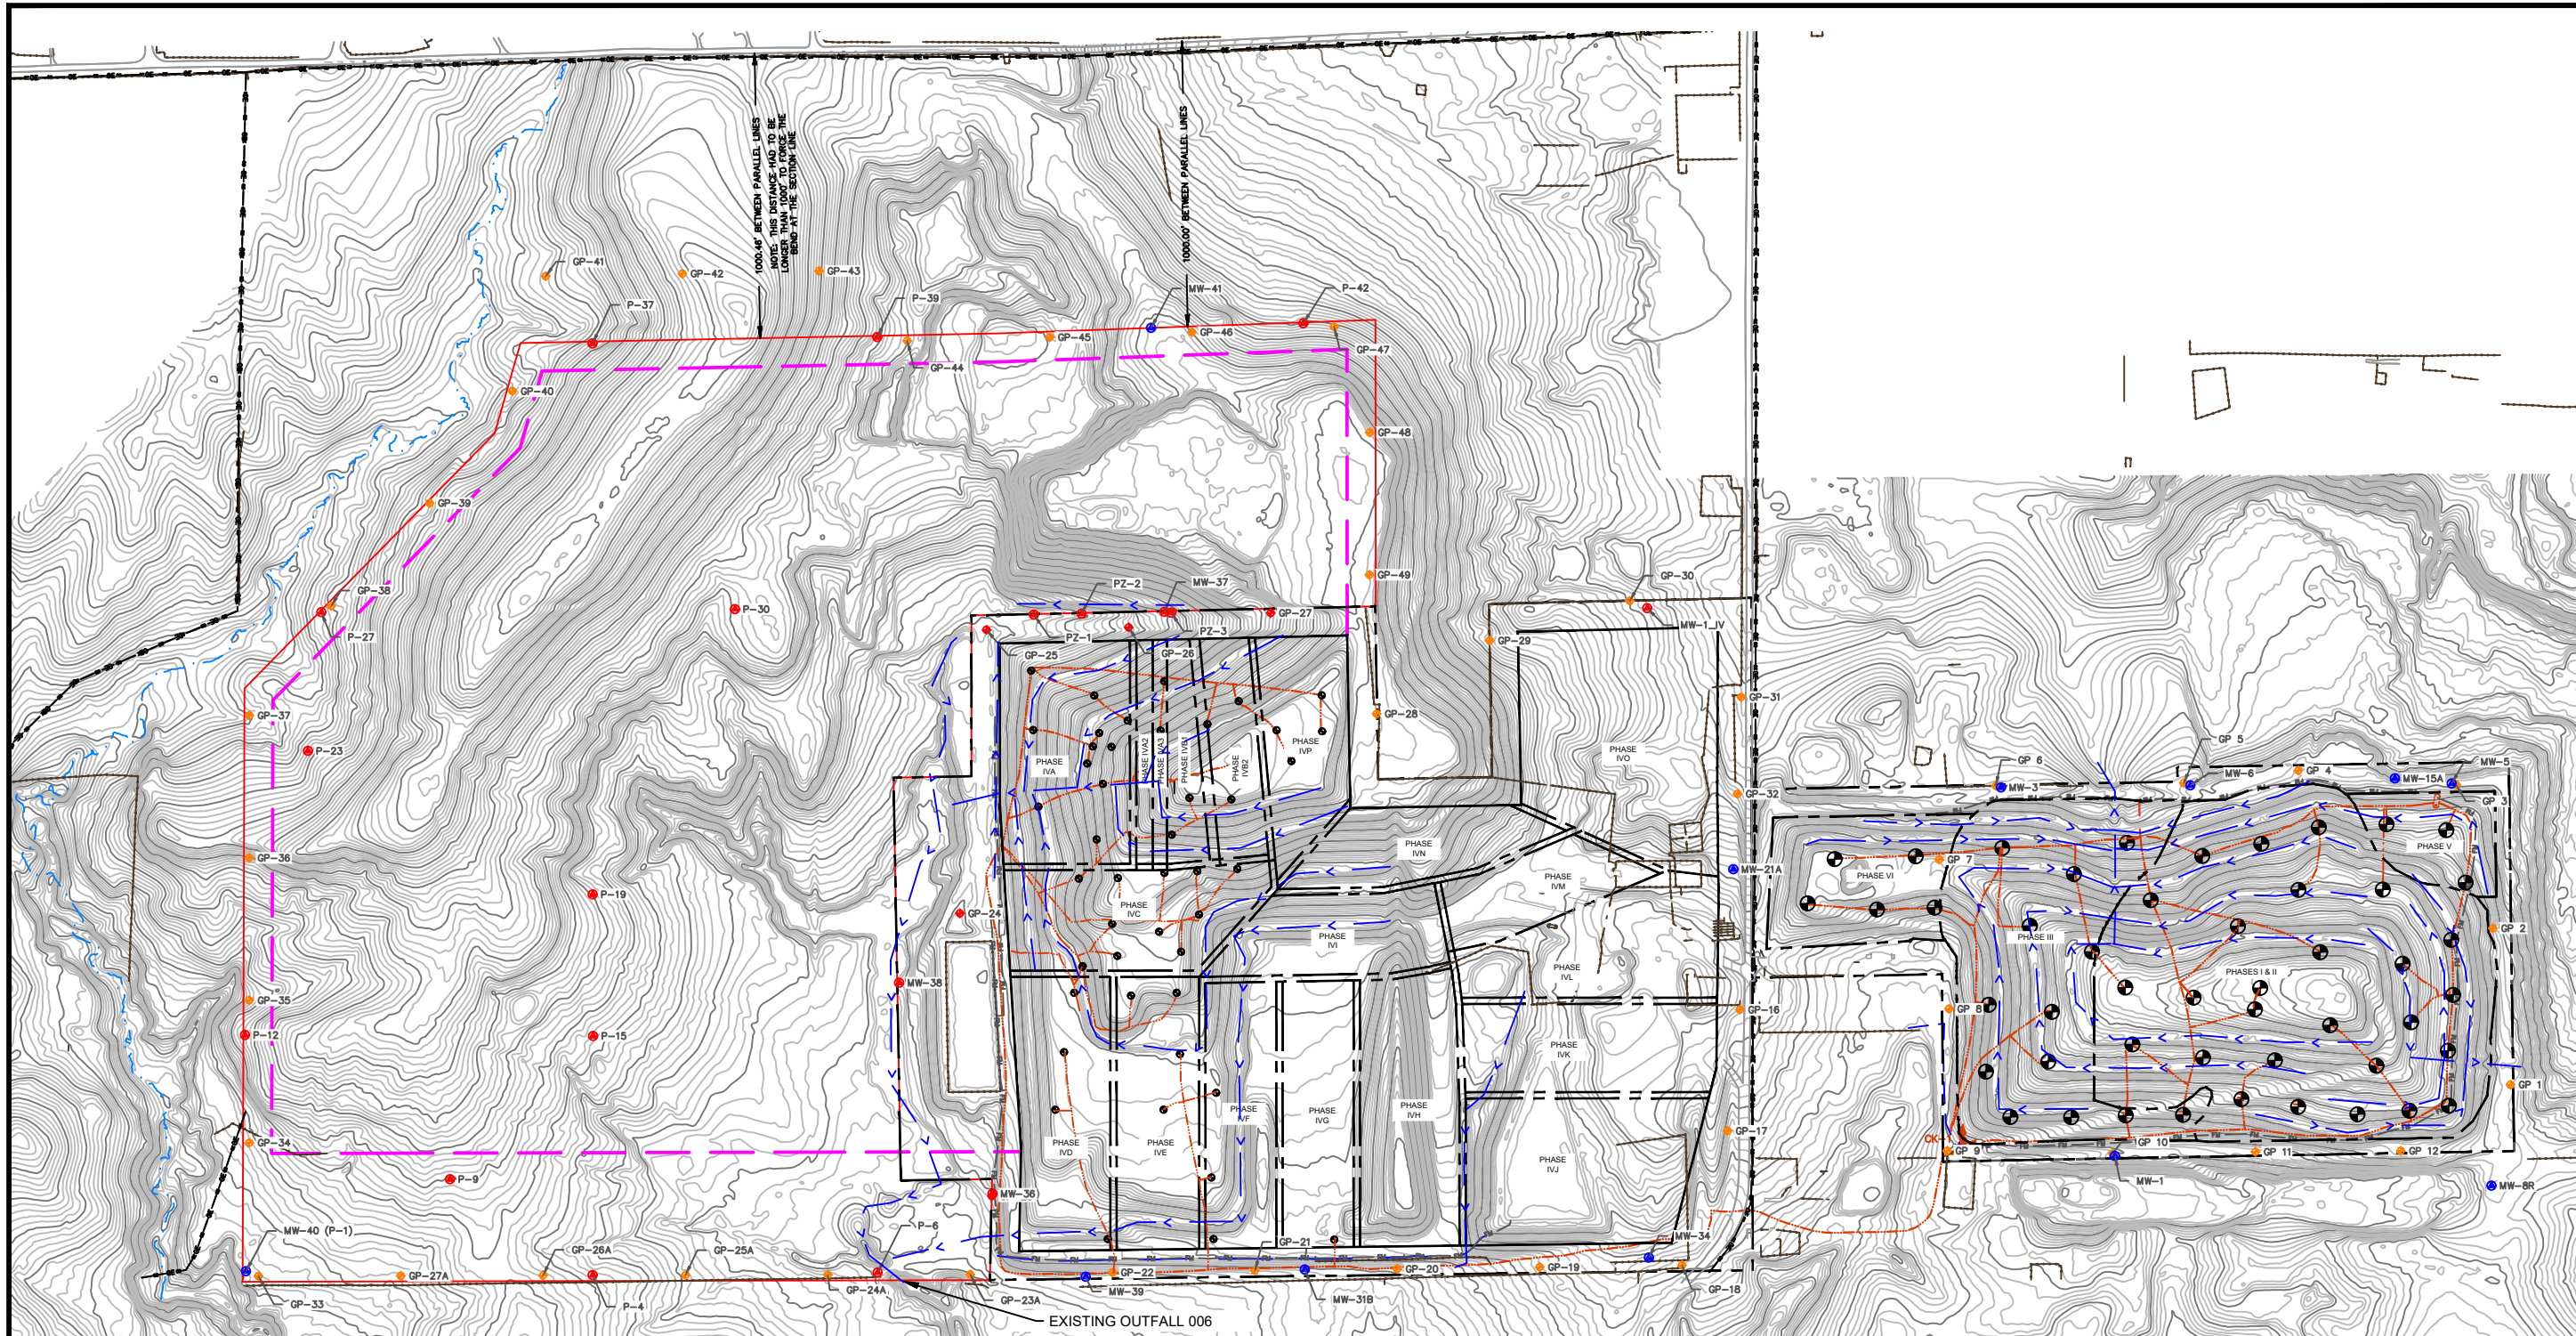 1000.46' BETWEEN PARALLEL LINES
NOTE: THIS DISTANCE HAD TO BE
LONGER THAN 1000' TO FORCE THE
BEND AT THE SECTION LINE
1000.00' BETWEEN PARALLEL LINES
GP-41
GP-42
GP-43
P-37
P-39
MW-41
P-42
GP-40
GP-44
GP-45
GP-46
GP-47
GP-48
GP-39
GP-49
GP-38
P-27
P-30
PZ-2
MW-37
GP-27
PZ-1
PZ-3
GP-25
GP-26
GP-30
MW-1_IV
GP-29
GP-37
P-23
GP-28
GP-31
GP-32
PHASE
IVA
PHASE IVA2
PHASE IVA3
PHASE IVB1
PHASE
IVB2
PHASE
IVP
PHASE
IVO
GP 6
MW-3
GP 5
MW-6
GP 4
MW-15A
MW-5
GP 3
GP-36
P-19
GP-24
PHASE
IVC
PHASE
IVN
PHASE
IVM
MW-21A
GP 7
PHASE VI
PHASE V
GP 2
PHASE
IVI
PHASE III
PHASE
IVL
PHASES I & II
MW-38
GP-35
P-12
P-15
GP-16
GP 8
PHASE
IVK
GP 1
GP-34
P-9
PHASE
IVD
PHASE
IVE
PHASE
IVF
PHASE
IVG
PHASE
IVH
PHASE
IVJ
GP-17
CK-1
GP 9
GP 10
GP 11
GP 12
MW-1
MW-8R
MW-36
MW-40 (P-1)
GP-26A
GP-25A
P-6
GP-21
MW-34
GP-27A
GP-22
GP-20
GP-19
GP-33
P-4
GP-24A
GP-23A
MW-39
MW-31B
GP-18
EXISTING OUTFALL 006